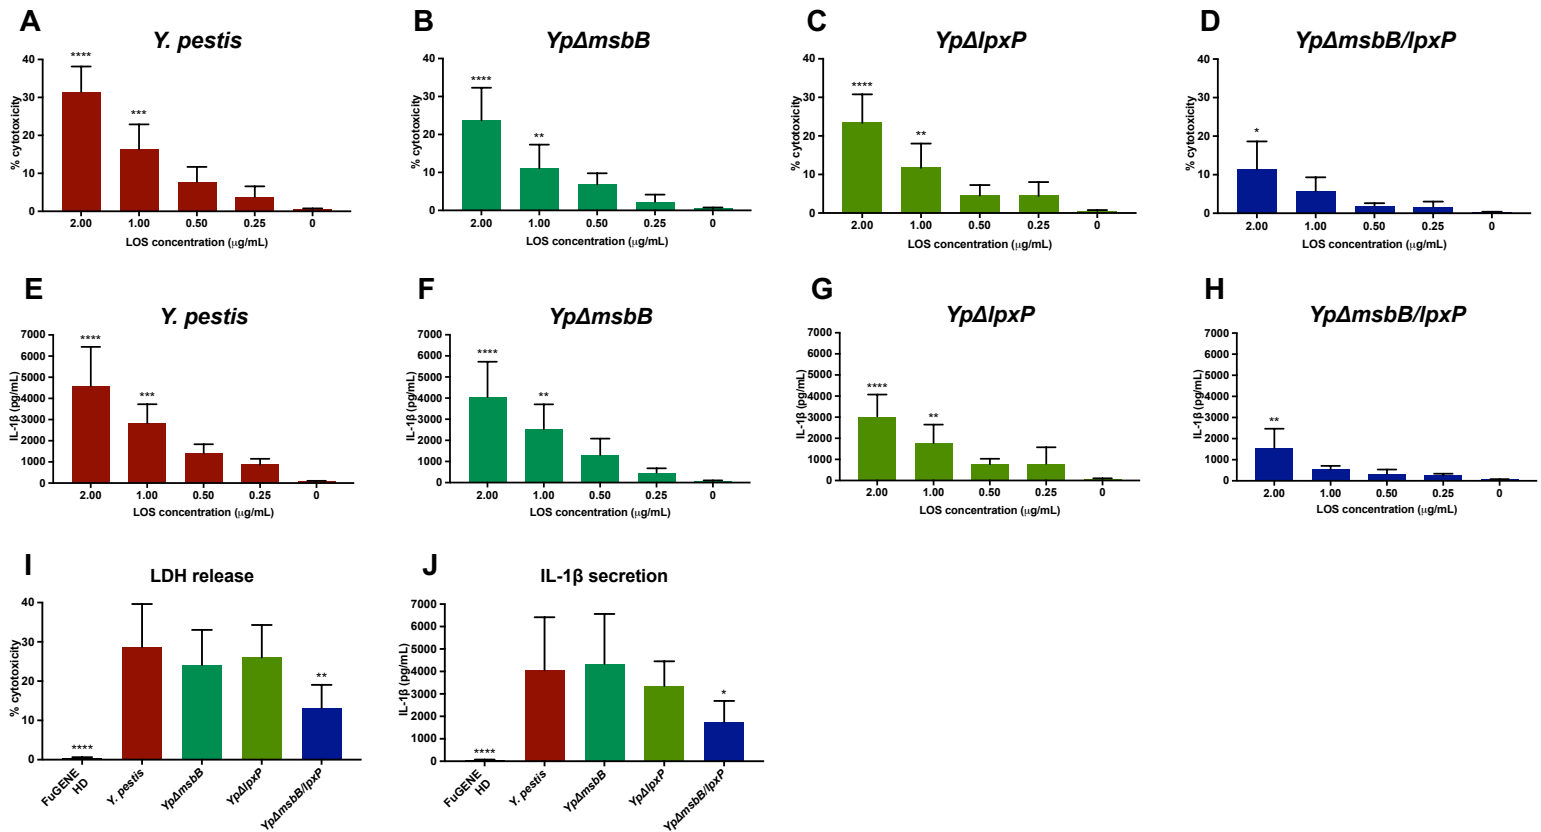 A
Y. pestis
% cytotoxicity
40
30
20
10
0
****
***
2.00 1.00 0.50 0.25 0
LOS concentration (µg/mL)
B
YpΔmsbB
% cytotoxicity
40
30
20
10
0
****
**
2.00 1.00 0.50 0.25 0
LOS concentration (µg/mL)
C
YpΔlpxP
% cytotoxicity
40
30
20
10
0
****
**
2.00 1.00 0.50 0.25 0
LOS concentration (µg/mL)
D
YpΔmsbB/lpxP
% cytotoxicity
40
30
20
10
0
*
2.00 1.00 0.50 0.25 0
LOS concentration (µg/mL)
E
Y. pestis
IL-1β (pg/mL)
7000
6000
5000
4000
3000
2000
1000
0
****
***
2.00 1.00 0.50 0.25 0
LOS concentration (µg/mL)
F
YpΔmsbB
IL-1β (pg/mL)
7000
6000
5000
4000
3000
2000
1000
0
****
**
2.00 1.00 0.50 0.25 0
LOS concentration (µg/mL)
G
YpΔlpxP
IL-1β (pg/mL)
7000
6000
5000
4000
3000
2000
1000
0
****
**
2.00 1.00 0.50 0.25 0
LOS concentration (µg/mL)
H
YpΔmsbB/lpxP
IL-1β (pg/mL)
7000
6000
5000
4000
3000
2000
1000
0
**
2.00 1.00 0.50 0.25 0
LOS concentration (µg/mL)
I
LDH release
% cytotoxicity
40
30
20
10
0
****
**
FuGENE
HD
Y. pestis
YpΔmsbB
YpΔlpxP
YpΔmsbB/lpxP
J
IL-1β secretion
IL-1β (pg/mL)
7000
6000
5000
4000
3000
2000
1000
0
****
*
FuGENE
HD
Y. pestis
YpΔmsbB
YpΔlpxP
YpΔmsbB/lpxP